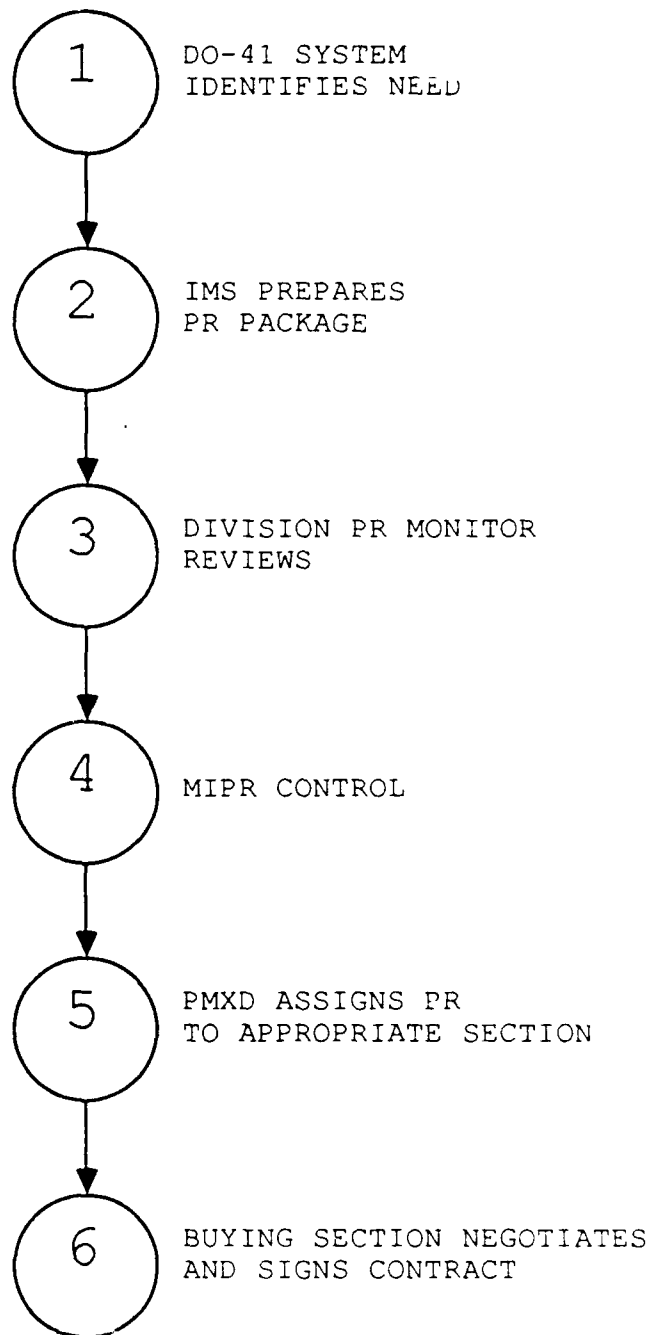 1
DO-41 SYSTEM
IDENTIFIES NEED
2
IMS PREPARES
PR PACKAGE
3
DIVISION PR MONITOR
REVIEWS
4
MIPR CONTROL
5
PMXD ASSIGNS PR
TO APPROPRIATE SECTION
6
BUYING SECTION NEGOTIATES
AND SIGNS CONTRACT